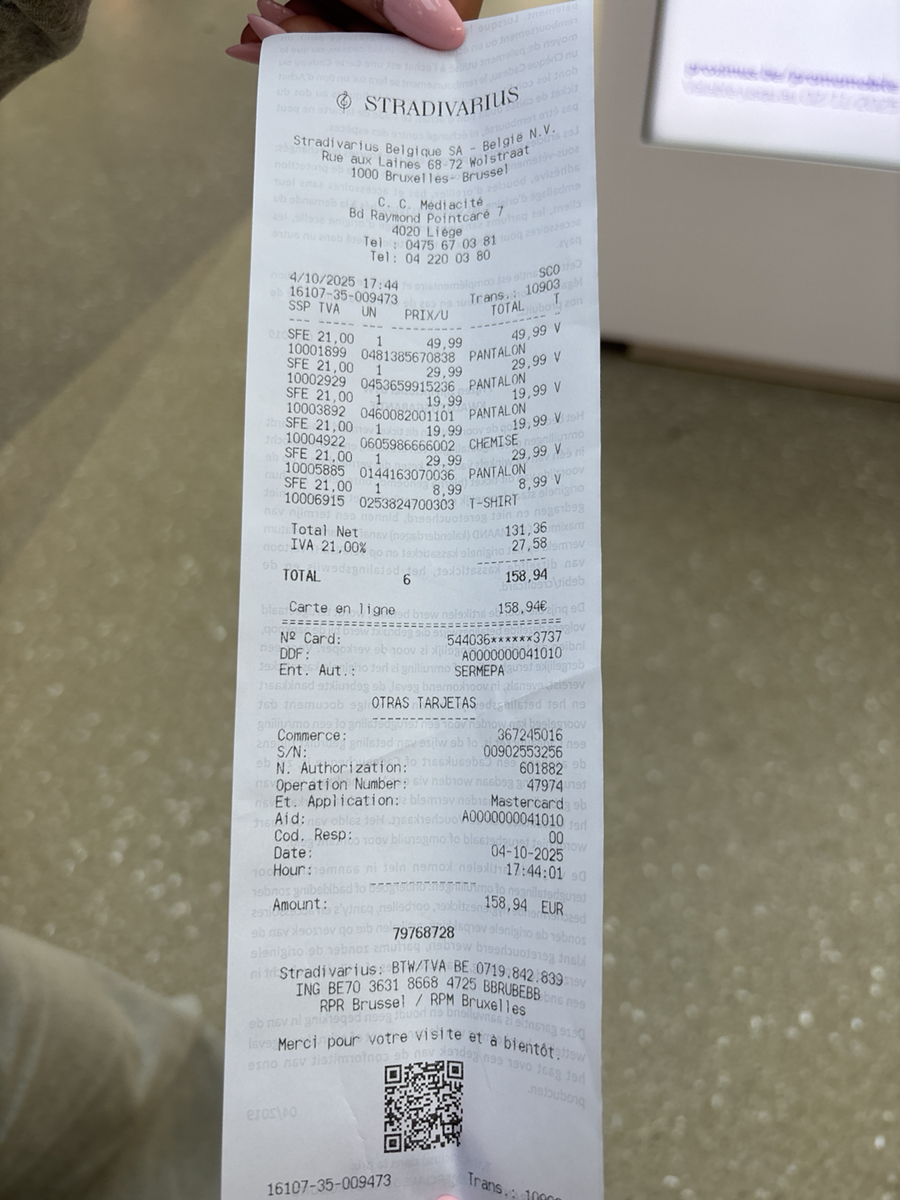 STRADIVARIUS
Stradivarius Belgique SA - België N.V.
Rue aux Laines 68-72 Wolstraat
1000 Bruxelles- Brussel
C. C. Médiacité
Bd Raymond Pointcaré 7
4020 Liège
Tel : 0475 67 03 81
Tel: 04 220 03 80
4/10/2025 17:44 SCO
16107-35-009473 Trans.: 10903
SSP TVA UN PRIX/U TOTAL T
SFE 21,00 1 49,99 49,99 V
10001899 0481385670838 PANTALON
SFE 21,00 1 29,99 29,99 V
10002929 0453659915236 PANTALON
SFE 21,00 1 19,99 19,99 V
10003892 0460082001101 PANTALON
SFE 21,00 1 19,99 19,99 V
10004922 0605986666002 CHEMISE
SFE 21,00 1 29,99 29,99 V
10005885 0144163070036 PANTALON
SFE 21,00 1 8,99 8,99 V
10006915 0253824700303 T-SHIRT
Total Net 131,36
IVA 21,00% 27,58
TOTAL 6 158,94
Carte en ligne 158,94€
Nº Card: 544036******3737
DDF: A0000000041010
Ent. Aut.: SERMEPA
OTRAS TARJETAS
Commerce: 367245016
S/N: 00902553256
N. Authorization: 601882
Operation Number: 47974
Et. Application: Mastercard
Aid: A0000000041010
Cod. Resp: 00
Date: 04-10-2025
Hour: 17:44:01
Amount: 158,94 EUR
79768728
Stradivarius: BTW/TVA BE 0719.842.839
ING BE70 3631 8668 4725 BBRUBEBB
RPR Brussel / RPM Bruxelles
Merci pour votre visite et à bientôt.
16107-35-009473 Trans.: